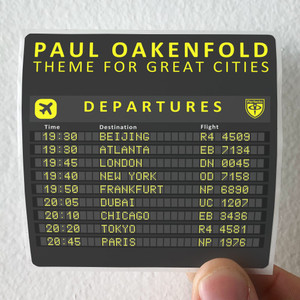 PAUL OAKENFOLD
THEME FOR GREAT CITIES
DEPARTURES
Time Destination Flight
19:30 BEIJING R4 4509
19:30 ATLANTA EB 7134
19:45 LONDON DN 0045
19:40 NEW YORK OD 7158
19:50 FRANKFURT NP 6890
20:05 DUBAI UC 1207
20:10 CHICAGO EB 3436
20:20 TOKYO R4 4581
20:45 PARIS NP 1976